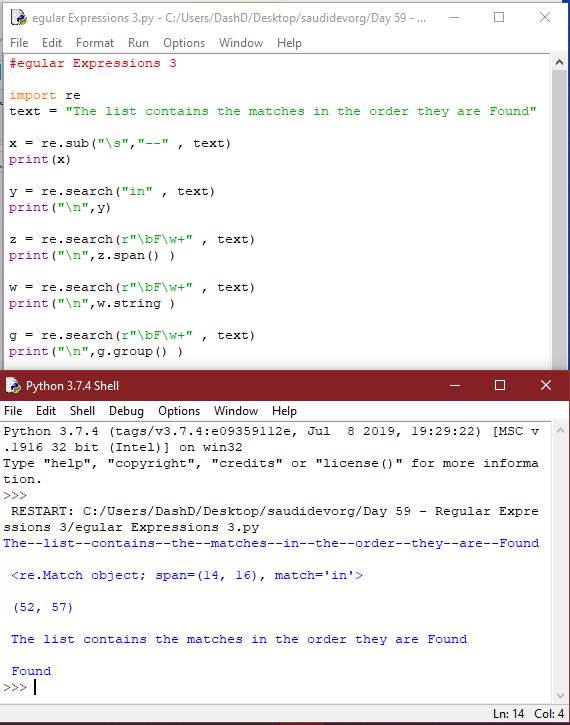 egular Expressions 3.py - C:/Users/DashD/Desktop/saudidevorg/Day 59 - ...
File Edit Format Run Options Window Help
#egular Expressions 3
import re
text = "The list contains the matches in the order they are Found"
x = re.sub("\s","--" , text)
print(x)
y = re.search("in" , text)
print("\n",y)
z = re.search(r"\bF\w+" , text)
print("\n",z.span() )
w = re.search(r"\bF\w+" , text)
print("\n",w.string )
g = re.search(r"\bF\w+" , text)
print("\n",g.group() )
Python 3.7.4 Shell
File Edit Shell Debug Options Window Help
Python 3.7.4 (tags/v3.7.4:e09359112e, Jul  8 2019, 19:29:22) [MSC v
.1916 32 bit (Intel)] on win32
Type "help", "copyright", "credits" or "license()" for more informa
tion.
>>>
 RESTART: C:/Users/DashD/Desktop/saudidevorg/Day 59 - Regular Expre
ssions 3/egular Expressions 3.py
The--list--contains--the--matches--in--the--order--they--are--Found
 <re.Match object; span=(14, 16), match='in'>
 (52, 57)
 The list contains the matches in the order they are Found
 Found
>>>
Ln: 14 Col: 4